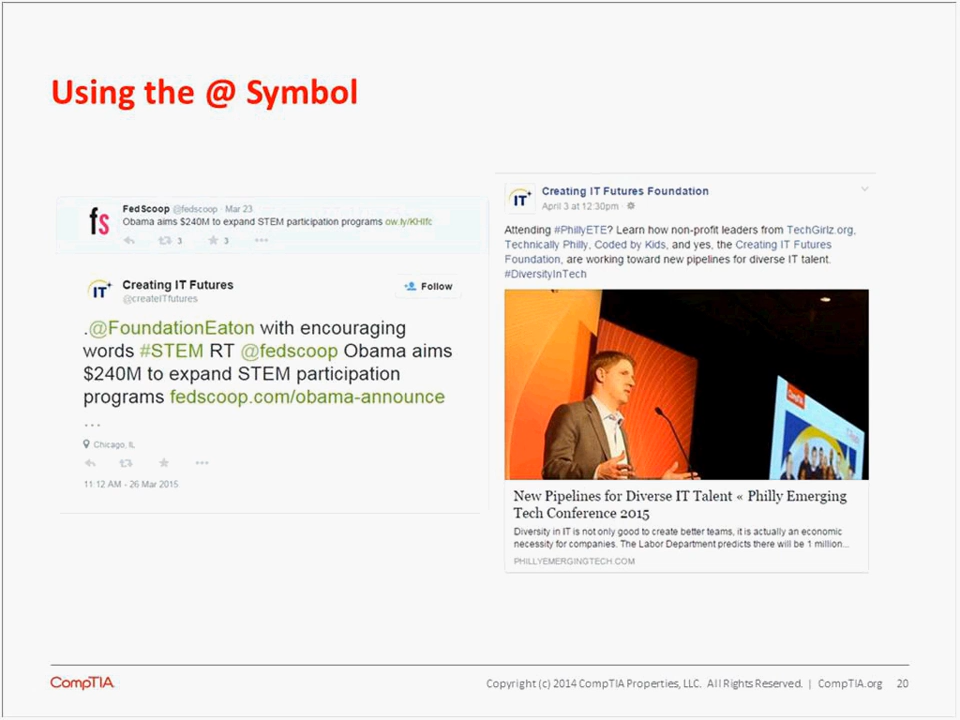 Using the @ Symbol
fs
FedScoop @fedscoop · Mar 23
Obama aims $240M to expand STEM participation programs ow.ly/KHIfc
3 3
IT
Creating IT Futures
@createITfutures
Follow
.@FoundationEaton with encouraging
words #STEM RT @fedscoop Obama aims
$240M to expand STEM participation
programs fedscoop.com/obama-announce
...
Chicago, IL
11:12 AM - 26 Mar 2015
IT
Creating IT Futures Foundation
April 3 at 12:30pm ·
Attending #PhillyETE? Learn how non-profit leaders from TechGirlz.org,
Technically Philly, Coded by Kids, and yes, the Creating IT Futures
Foundation, are working toward new pipelines for diverse IT talent.
#DiversityInTech
CompTIA
New Pipelines for Diverse IT Talent « Philly Emerging
Tech Conference 2015
Diversity in IT is not only good to create better teams, it is actually an economic
necessity for companies. The Labor Department predicts there will be 1 million...
PHILLYEMERGINGTECH.COM
CompTIA
Copyright (c) 2014 CompTIA Properties, LLC. All Rights Reserved. | CompTIA.org 20